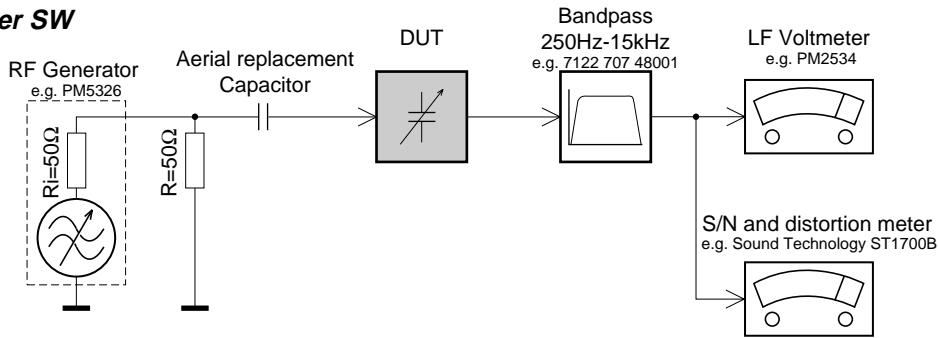 er SW
RF Generator
e.g. PM5326
Ri=50Ω
R=50Ω
Aerial replacement
Capacitor
DUT
Bandpass
250Hz-15kHz
e.g. 7122 707 48001
LF Voltmeter
e.g. PM2534
S/N and distortion meter
e.g. Sound Technology ST1700B